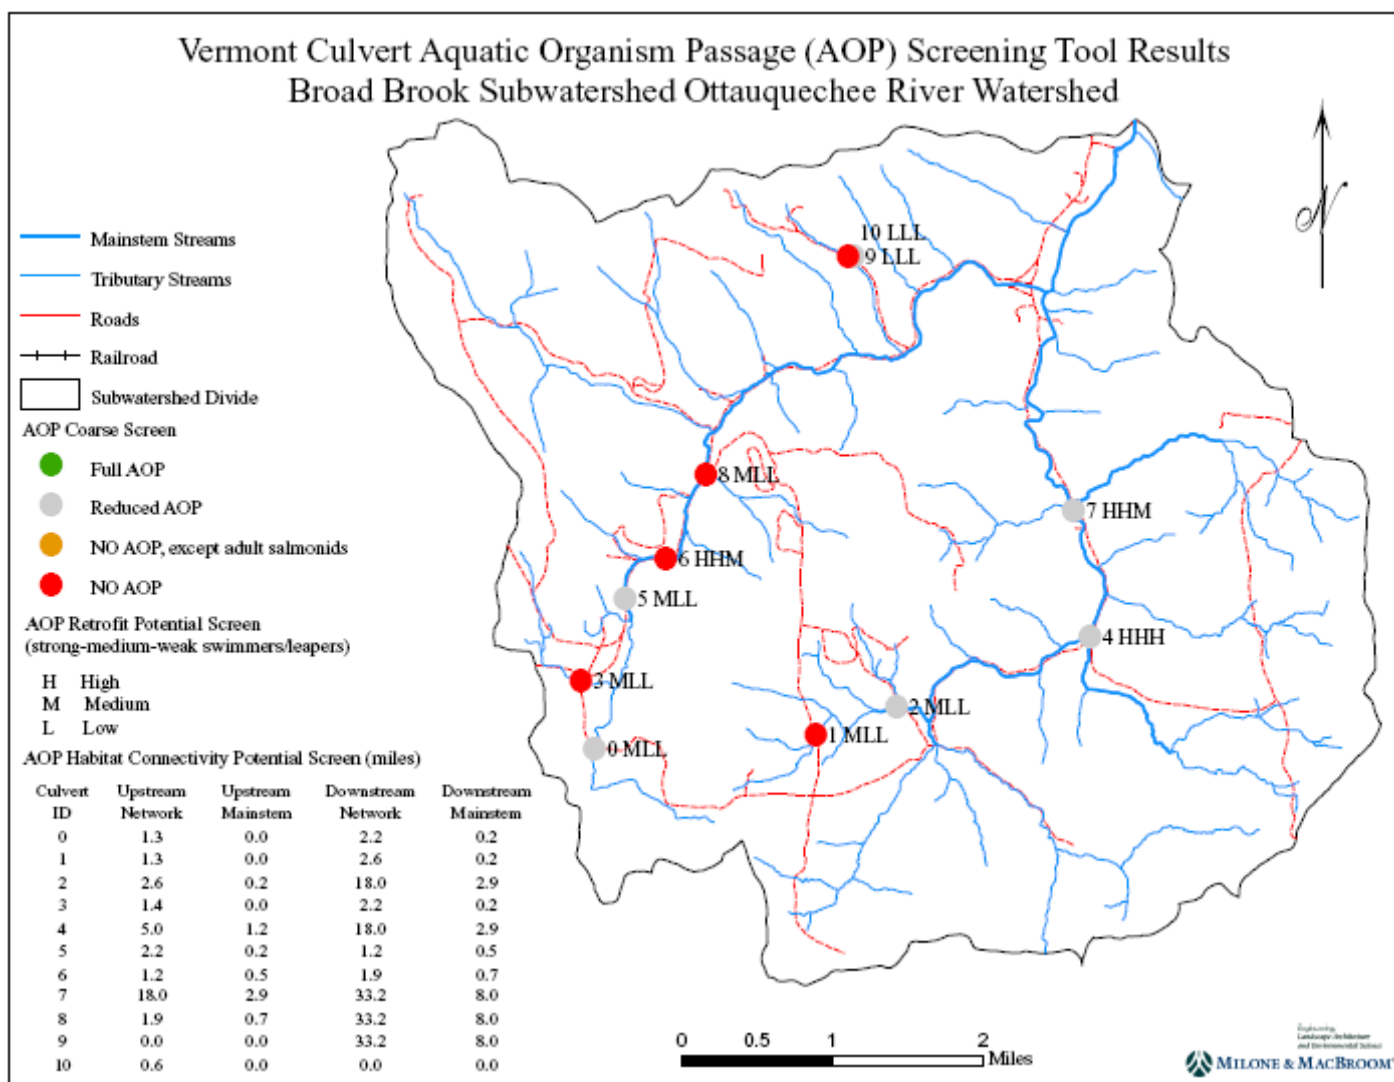 Vermont Culvert Aquatic Organism Passage (AOP) Screening Tool Results
Broad Brook Subwatershed Ottauquechee River Watershed
N
Mainstem Streams
Tributary Streams
Roads
Railroad
Subwatershed Divide
AOP Coarse Screen
Full AOP
Reduced AOP
NO AOP, except adult salmonids
NO AOP
AOP Retrofit Potential Screen
(strong-medium-weak swimmers/leapers)
H High
M Medium
L Low
AOP Habitat Connectivity Potential Screen (miles)
Culvert Upstream Upstream Downstream Downstream
ID Network Mainstem Network Mainstem
0 1.3 0.0 2.2 0.2
1 1.3 0.0 2.6 0.2
2 2.6 0.2 18.0 2.9
3 1.4 0.0 2.2 0.2
4 5.0 1.2 18.0 2.9
5 2.2 0.2 1.2 0.5
6 1.2 0.5 1.9 0.7
7 18.0 2.9 33.2 8.0
8 1.9 0.7 33.2 8.0
9 0.0 0.0 33.2 8.0
10 0.6 0.0 0.0 0.0
10 LLL
9 LLL
8 MLL
7 HHM
6 HHM
5 MLL
4 HHH
3 MLL
2 MLL
1 MLL
0 MLL
0 0.5 1 2
Miles
Engineering,
Landscape Architecture
and Environmental Science
MILONE & MACBROOM